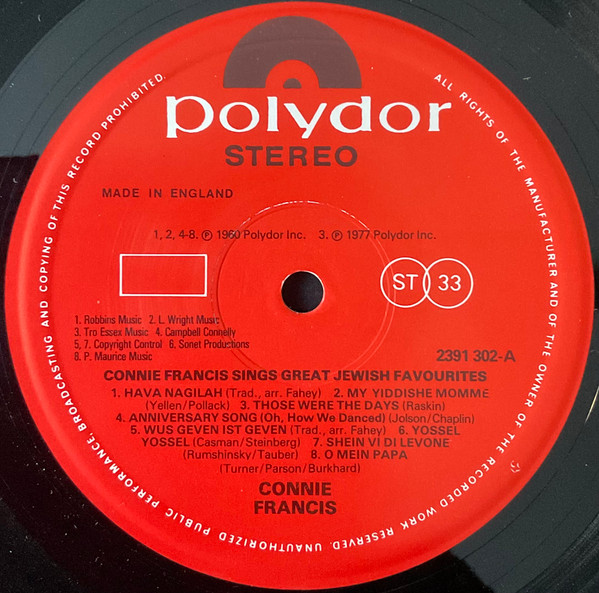 polydor
STEREO
MADE IN ENGLAND
1, 2, 4-8. ℗ 1960 Polydor Inc. 3. ℗ 1977 Polydor Inc.
ST 33
1. Robbins Music 2. L. Wright Music
3. Tro Essex Music 4. Campbell Connelly
5, 7. Copyright Control 6. Sonet Productions
8. P. Maurice Music
2391 302-A
CONNIE FRANCIS SINGS GREAT JEWISH FAVOURITES
1. HAVA NAGILAH (Trad., arr. Fahey) 2. MY YIDDISHE MOMME
(Yellen/Pollack) 3. THOSE WERE THE DAYS (Raskin)
4. ANNIVERSARY SONG (Oh, How We Danced) (Jolson/Chaplin)
5. WUS GEVEN IST GEVEN (Trad., arr. Fahey) 6. YOSSEL
YOSSEL (Casman/Steinberg) 7. SHEIN VI DI LEVONE
(Rumshinsky/Tauber) 8. O MEIN PAPA
(Turner/Parson/Burkhard)
CONNIE
FRANCIS
ALL RIGHTS OF THE MANUFACTURER AND OF THE OWNER OF THE RECORDED WORK RESERVED. UNAUTHORIZED PUBLIC PERFORMANCE, BROADCASTING AND COPYING OF THIS RECORD PROHIBITED.
3